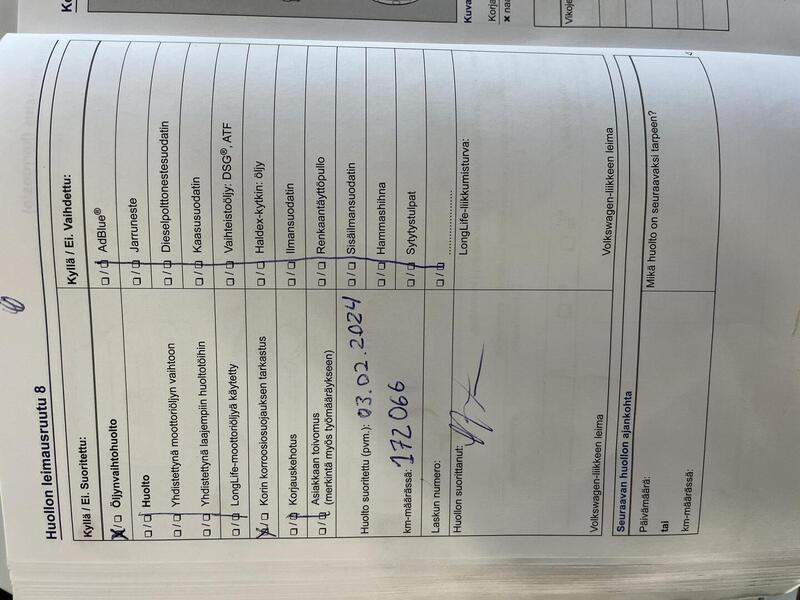 Huollon leimausruutu 8
Kyllä / Ei. Suoritettu:
Öljynvaihtohuolto
Huolto
Yhdistettynä moottoriöljyn vaihtoon
Yhdistettynä laajempiin huoltotöihin
LongLife-moottoriöljyä käytetty
Korin korroosiosuojauksen tarkastus
Korjauskehotus
Asiakkaan toivomus
(merkintä myös työmääräykseen)
Huolto suoritettu (pvm.): 03.02.2024
km-määrässä: 172 066
Laskun numero:
Huollon suorittanut:
Volkswagen-liikkeen leima
Kyllä / Ei. Vaihdettu:
AdBlue®
Jarruneste
Dieselpolttonestesuodatin
Kaasusuodatin
Vaihteistoöljy: DSG®, ATF
Haldex-kytkin: öljy
Ilmansuodatin
Renkaantäyttöpullo
Sisäilmansuodatin
Hammashihna
Sytytystulpat
....................
LongLife-liikkumisturva:
Volkswagen-liikkeen leima
Seuraavan huollon ajankohta
Päivämäärä:
tai
km-määrässä:
Mikä huolto on seuraavaksi tarpeen?